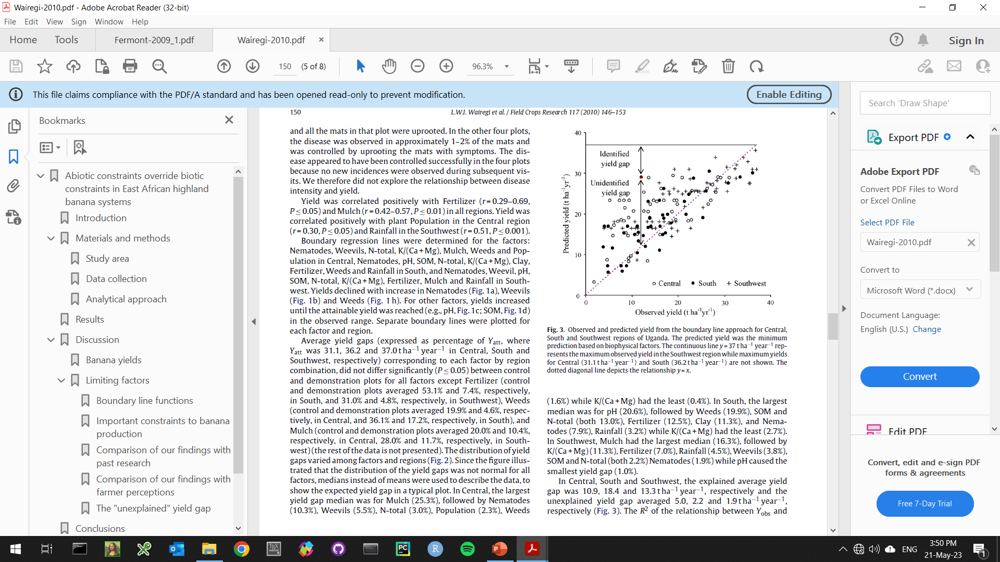 Wairegi-2010.pdf - Adobe Acrobat Reader (32-bit)
File Edit View Sign Window Help
Home Tools Fermont-2009_1.pdf Wairegi-2010.pdf Sign In
150 (5 of 8) 96.3%
This file claims compliance with the PDF/A standard and has been opened read-only to prevent modification.
Enable Editing
Bookmarks
Abiotic constraints override biotic
constraints in East African highland
banana systems
Introduction
Materials and methods
Study area
Data collection
Analytical approach
Results
Discussion
Banana yields
Limiting factors
Boundary line functions
Important constraints to banana
production
Comparison of our findings with
past research
Comparison of our findings with
farmer perceptions
The "unexplained" yield gap
Conclusions
150 L.W.I. Wairegi et al. / Field Crops Research 117 (2010) 146–153
and all the mats in that plot were uprooted. In the other four plots,
the disease was observed in approximately 1–2% of the mats and
was controlled by uprooting the mats with symptoms. The dis-
ease appeared to have been controlled successfully in the four plots
because no new incidences were observed during subsequent vis-
its. We therefore did not explore the relationship between disease
intensity and yield.
Yield was correlated positively with Fertilizer (r = 0.29–0.69,
P ≤ 0.05) and Mulch (r = 0.42–0.57, P ≤ 0.01) in all regions. Yield was
correlated positively with plant Population in the Central region
(r = 0.30, P ≤ 0.05) and Rainfall in the Southwest (r = 0.51, P ≤ 0.001).
Boundary regression lines were determined for the factors:
Nematodes, Weevils, N-total, K/(Ca + Mg), Mulch, Weeds and Pop-
ulation in Central, Nematodes, pH, SOM, N-total, K/(Ca + Mg), Clay,
Fertilizer, Weeds and Rainfall in South, and Nematodes, Weevil, pH,
SOM, N-total, K/(Ca + Mg), Fertilizer, Mulch and Rainfall in South-
west. Yields declined with increase in Nematodes (Fig. 1a), Weevils
(Fig. 1b) and Weeds (Fig. 1 h). For other factors, yields increased
until the attainable yield was reached (e.g., pH, Fig. 1c; SOM, Fig. 1d)
in the observed range. Separate boundary lines were plotted for
each factor and region.
Average yield gaps (expressed as percentage of Yatt, where
Yatt was 31.1, 36.2 and 37.0 t ha−1 year−1 in Central, South and
Southwest, respectively) corresponding to each factor by region
combination, did not differ significantly (P ≤ 0.05) between control
and demonstration plots for all factors except Fertilizer (control
and demonstration plots averaged 53.1% and 7.4%, respectively,
in South, and 31.0% and 4.8%, respectively, in Southwest), Weeds
(control and demonstration plots averaged 19.9% and 4.6%, respec-
tively, in Central, and 36.1% and 17.2%, respectively, in South), and
Mulch (control and demonstration plots averaged 20.0% and 10.4%,
respectively, in Central, 28.0% and 11.7%, respectively, in South-
west) (the rest of the data is not presented). The distribution of yield
gaps varied among factors and regions (Fig. 2). Since the figure illus-
trated that the distribution of the yield gaps was not normal for all
factors, medians instead of means were used to describe the data, to
show the expected yield gap in a typical plot. In Central, the largest
yield gap median was for Mulch (25.3%), followed by Nematodes
(10.3%), Weevils (5.5%), N-total (3.0%), Population (2.3%), Weeds
40
30
20
10
0
Predicted yield (t ha-1yr-1)
Identified
yield gap
Unidentified
yield gap
Central South Southwest
0 10 20 30 40
Observed yield (t ha-1yr-1)
Fig. 3. Observed and predicted yield from the boundary line approach for Central,
South and Southwest regions of Uganda. The predicted yield was the minimum
prediction based on biophysical factors. The continuous line y = 37 t ha−1 year−1 rep-
resents the maximum observed yield in the Southwest region while maximum yields
for Central (31.1 t ha−1 year−1) and South (36.2 t ha−1 year−1) are not shown. The
dotted diagonal line depicts the relationship y = x.
(1.6%) while K/(Ca + Mg) had the least (0.4%). In South, the largest
median was for pH (20.6%), followed by Weeds (19.9%), SOM and
N-total (both 13.0%), Fertilizer (12.5%), Clay (11.3%), and Nema-
todes (7.9%), Rainfall (3.2%) while K/(Ca + Mg) had the least (2.7%).
In Southwest, Mulch had the largest median (16.3%), followed by
K/(Ca + Mg) (11.3%), Fertilizer (7.0%), Rainfall (4.5%), Weevils (3.8%),
SOM and N-total (both 2.2%) Nematodes (1.9%) while pH caused the
smallest yield gap (1.0%).
In Central, South and Southwest, the explained average yield
gap was 10.9, 18.4 and 13.3 t ha−1 year−1, respectively and the
unexplained yield gap averaged 5.0, 2.2 and 1.9 t ha−1 year−1,
respectively (Fig. 3). The R2 of the relationship between Yobs and
Search 'Draw Shape'
Export PDF
Adobe Export PDF
Convert PDF Files to Word
or Excel Online
Select PDF File
Wairegi-2010.pdf
Convert to
Microsoft Word (*.docx)
Document Language:
English (U.S.) Change
Convert
Edit PDF
Convert, edit and e-sign PDF
forms & agreements
Free 7-Day Trial
ENG
3:50 PM
21-May-23
1